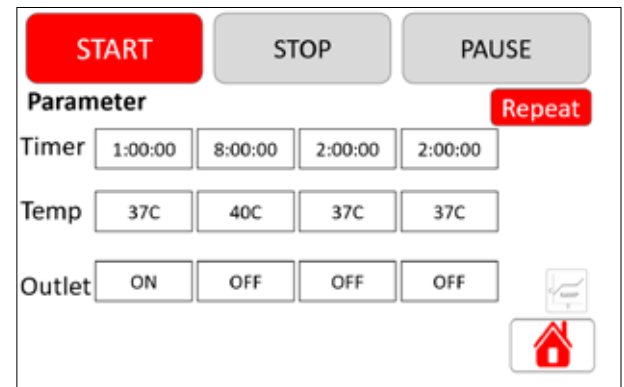 START STOP PAUSE
Parameter
Repeat
Timer 1:00:00 8:00:00 2:00:00 2:00:00
Temp 37C 40C 37C 37C
Outlet ON OFF OFF OFF